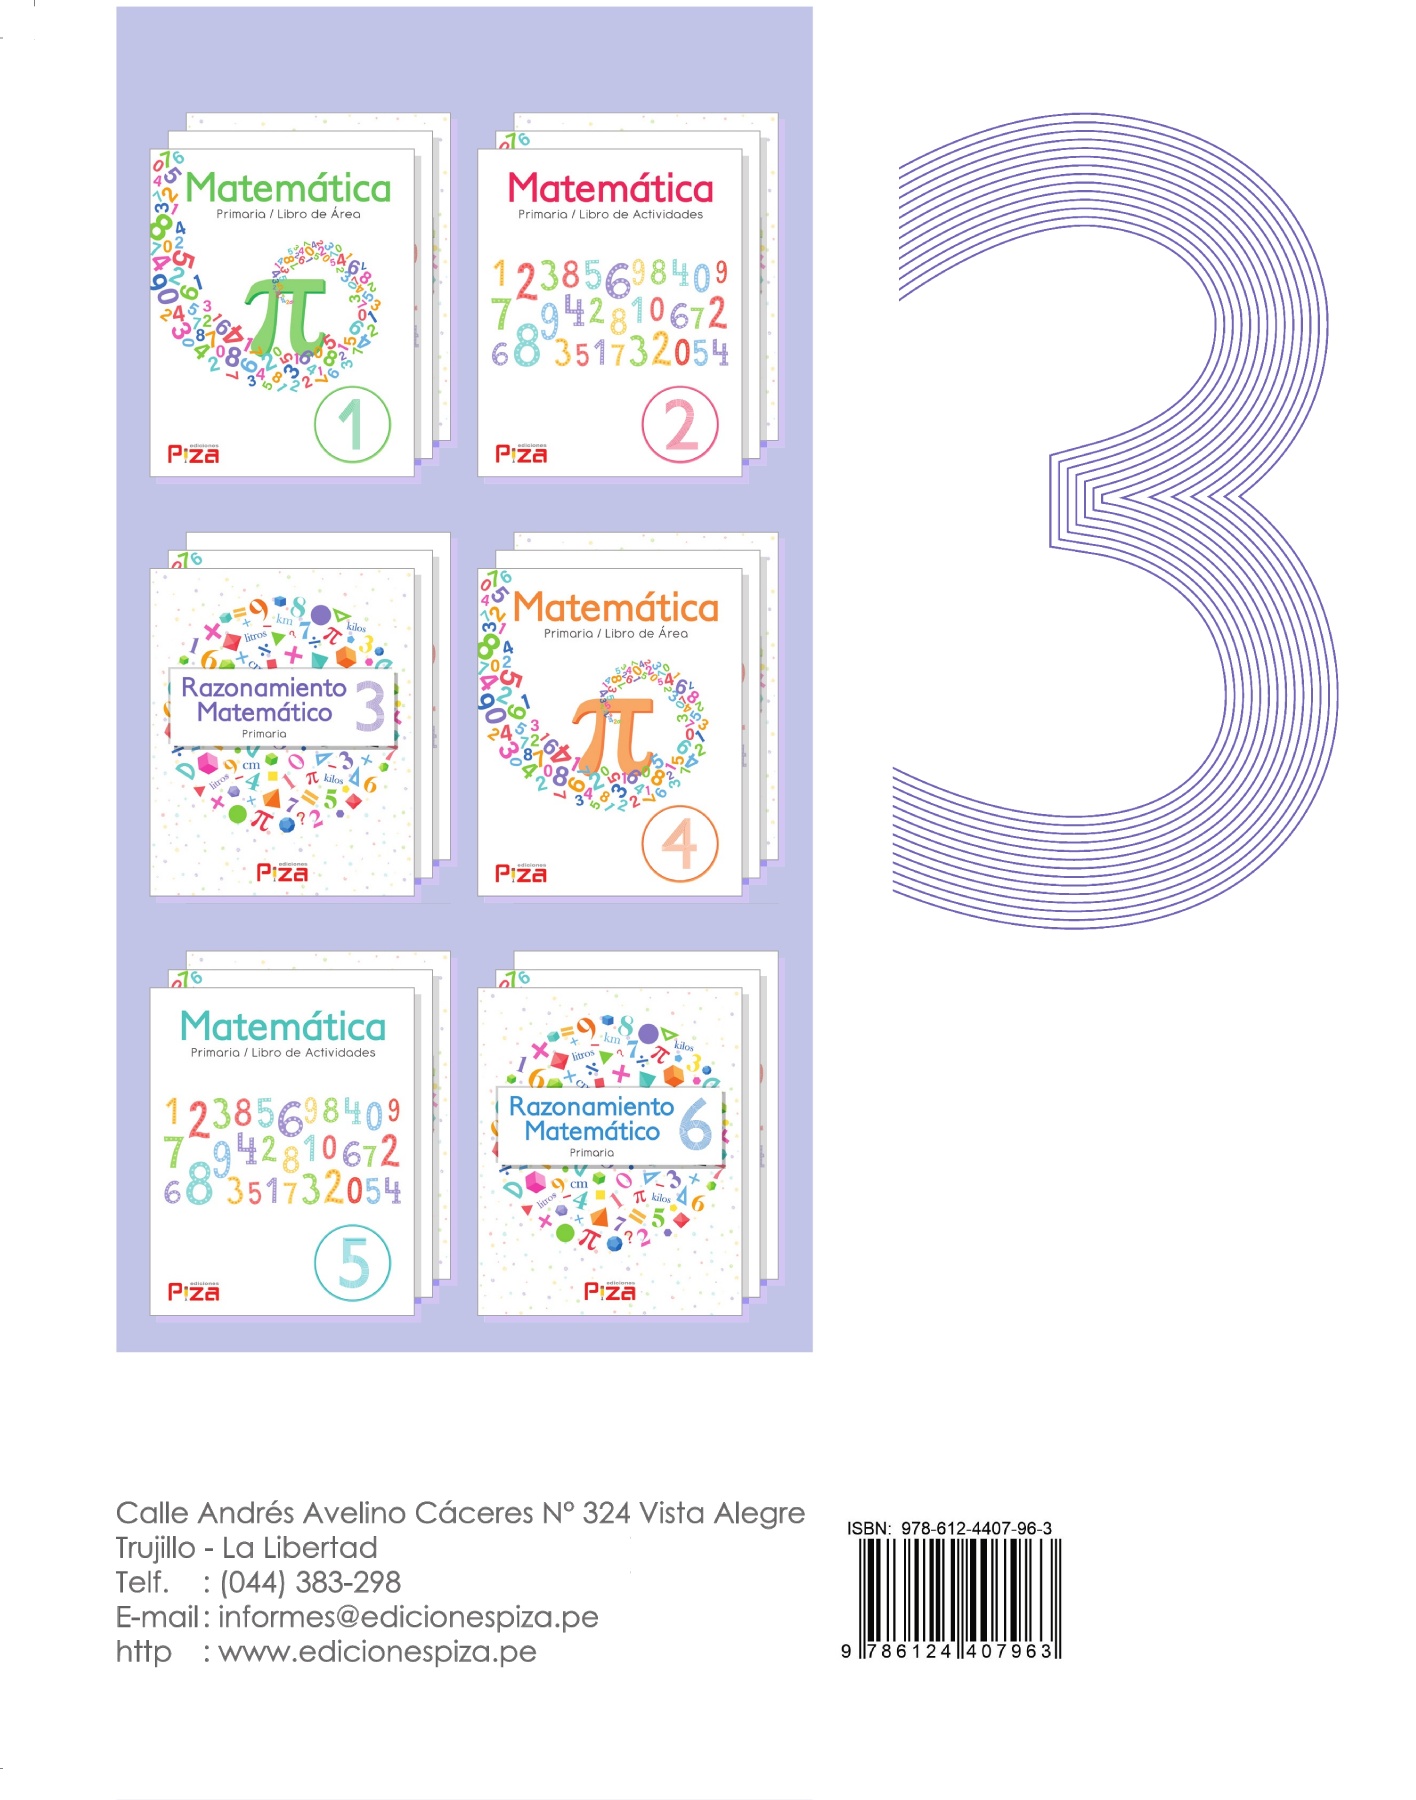 Matemática
Primaria / Libro de Área
1
ediciones
PIZA
Matemática
Primaria / Libro de Actividades
1 2 3 8 5 6 9 8 4 0 9
7 9 4 2 8 1 0 6 7 2
6 8 3 5 1 7 3 2 0 5 4
2
ediciones
PIZA
3
Razonamiento
Matemático
3
Primaria
ediciones
PIZA
Matemática
Primaria / Libro de Área
4
ediciones
PIZA
Matemática
Primaria / Libro de Actividades
1 2 3 8 5 6 9 8 4 0 9
7 9 4 2 8 1 0 6 7 2
6 8 3 5 1 7 3 2 0 5 4
5
ediciones
PIZA
Razonamiento
Matemático
6
Primaria
ediciones
PIZA
Calle Andrés Avelino Cáceres N° 324 Vista Alegre
Trujillo - La Libertad
Telf. : (044) 383-298
E-mail : informes@edicionespiza.pe
http : www.edicionespiza.pe
ISBN: 978-612-4407-96-3
9 786124 407963